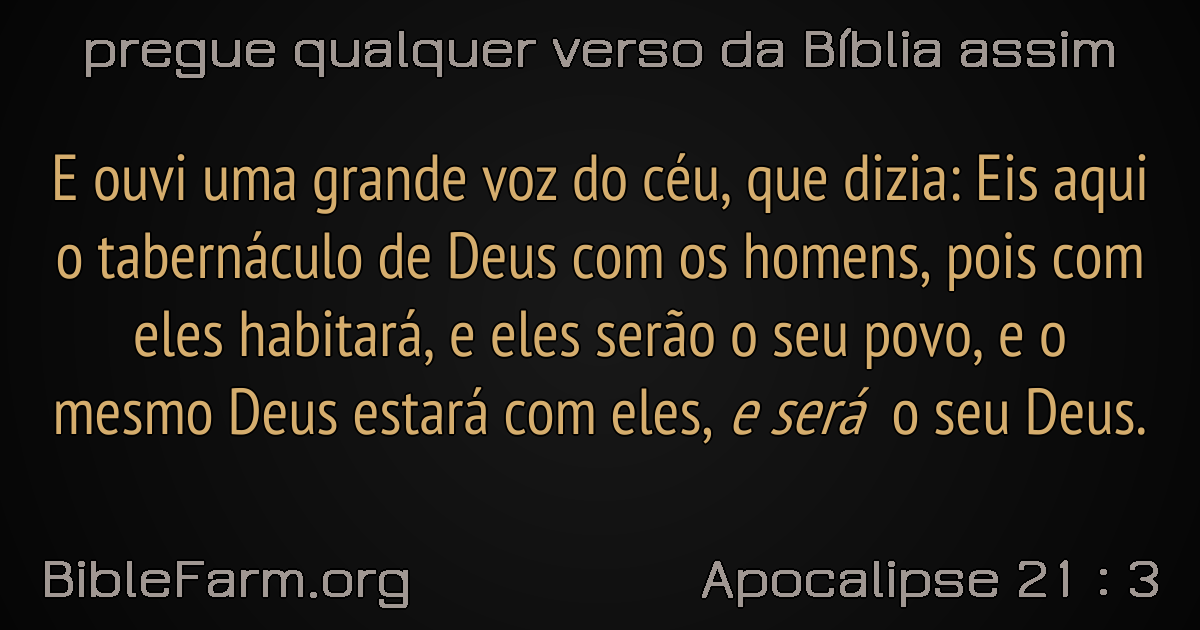 pregue qualquer verso da Bíblia assim
E ouvi uma grande voz do céu, que dizia: Eis aqui
o tabernáculo de Deus com os homens, pois com
eles habitará, e eles serão o seu povo, e o
mesmo Deus estará com eles, e será o seu Deus.
BibleFarm.org
Apocalipse 21 : 3